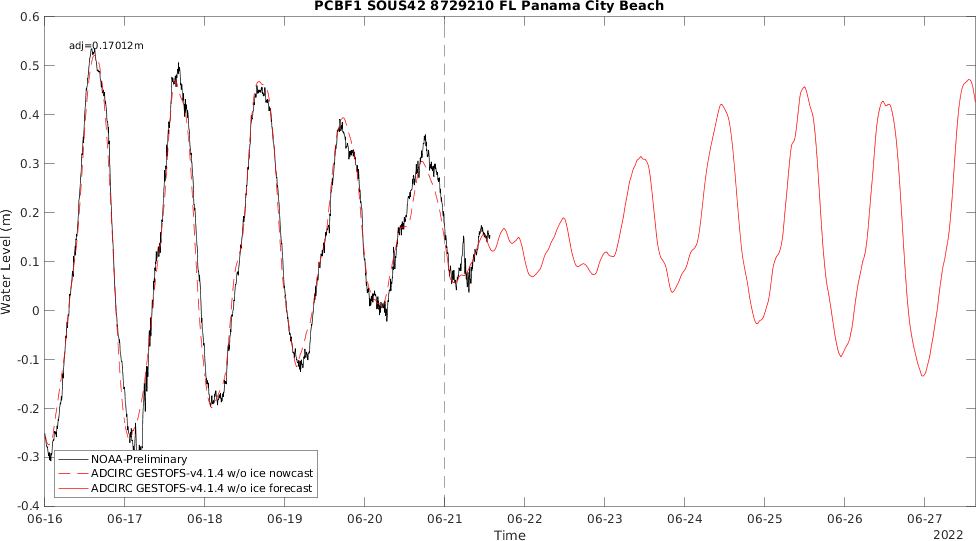 PCBF1 SOUS42 8729210 FL Panama City Beach
0.6
adj=0.17012m
0.5
0.4
0.3
0.2
0.1
0
-0.1
-0.2
-0.3
-0.4
Water Level (m)
NOAA-Preliminary
ADCIRC GESTOFS-v4.1.4 w/o ice nowcast
ADCIRC GESTOFS-v4.1.4 w/o ice forecast
06-16 06-17 06-18 06-19 06-20 06-21 06-22 06-23 06-24 06-25 06-26 06-27
Time
2022